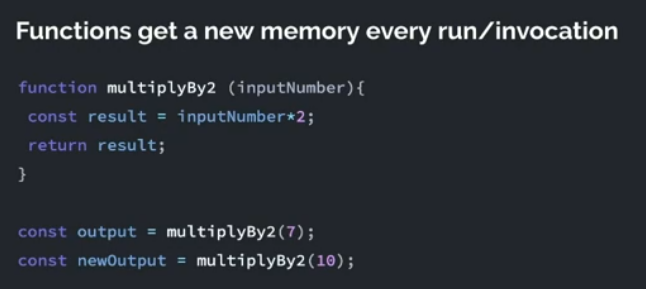 Functions get a new memory every run/invocation
function multiplyBy2 (inputNumber){
const result = inputNumber*2;
return result;
}
const output = multiplyBy2(7);
const newOutput = multiplyBy2(10);